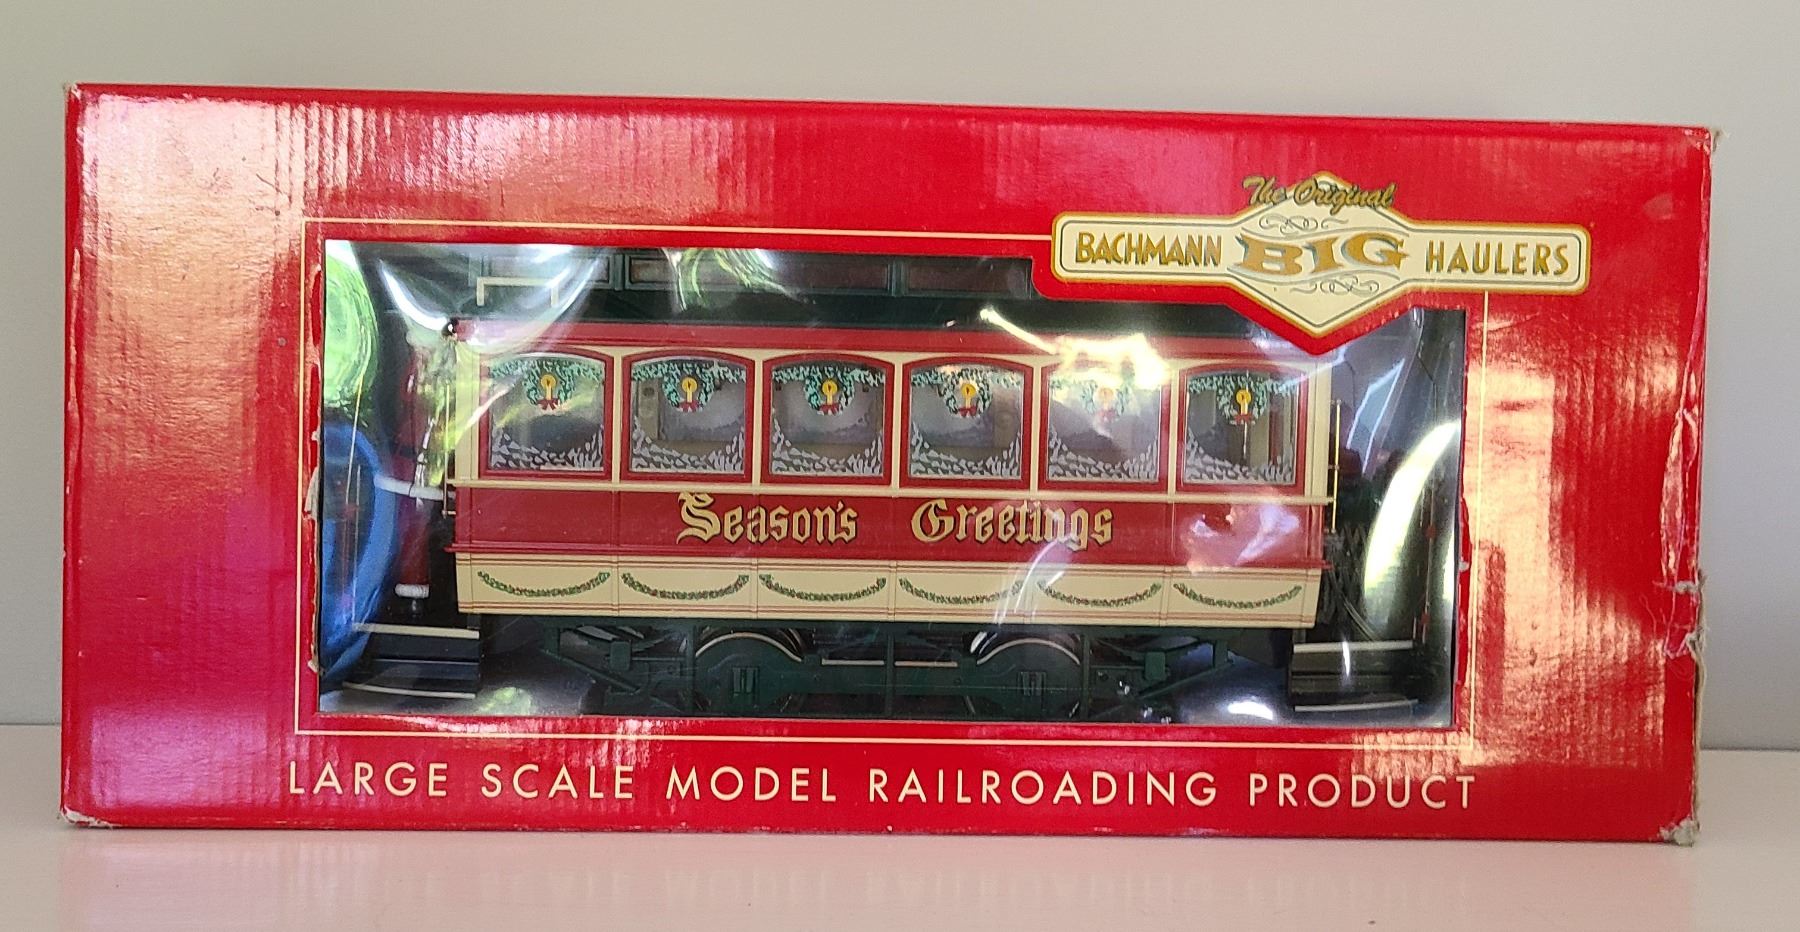 The Original
BACHMANN BIG HAULERS
Season's Greetings
LARGE SCALE MODEL RAILROADING PRODUCT